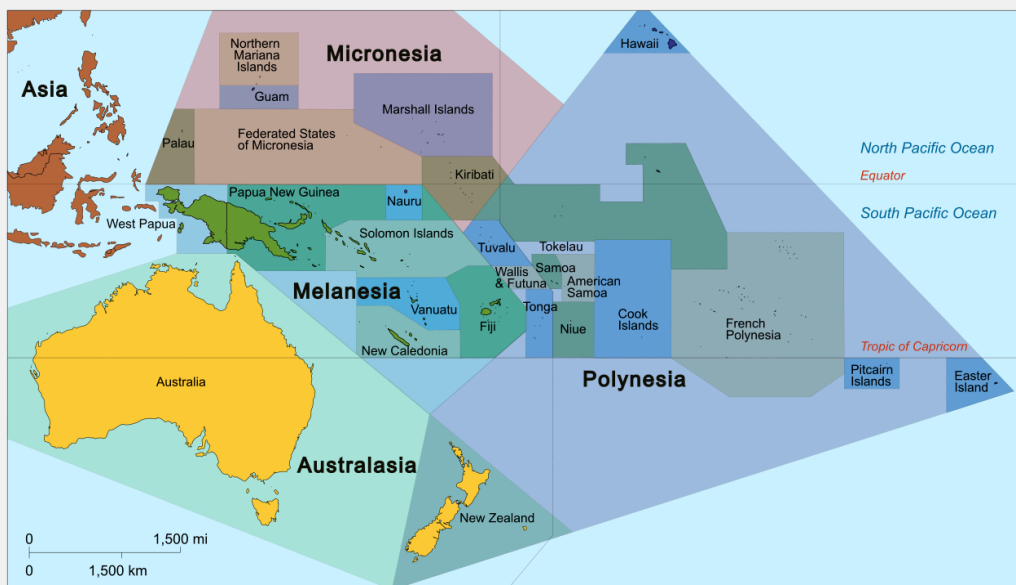 Hawaii
Northern
Mariana
Islands
Micronesia
Asia
Guam
Marshall Islands
Palau
Federated States
of Micronesia
North Pacific Ocean
Kiribati
Equator
Papua New Guinea
Nauru
West Papua
South Pacific Ocean
Solomon Islands
Tuvalu
Tokelau
Wallis
& Futuna
Samoa
American
Samoa
Melanesia
Vanuatu
Fiji
Tonga
Niue
Cook
Islands
French
Polynesia
New Caledonia
Tropic of Capricorn
Australia
Polynesia
Pitcairn
Islands
Easter
Island
Australasia
New Zealand
0
1,500 mi
0
1,500 km